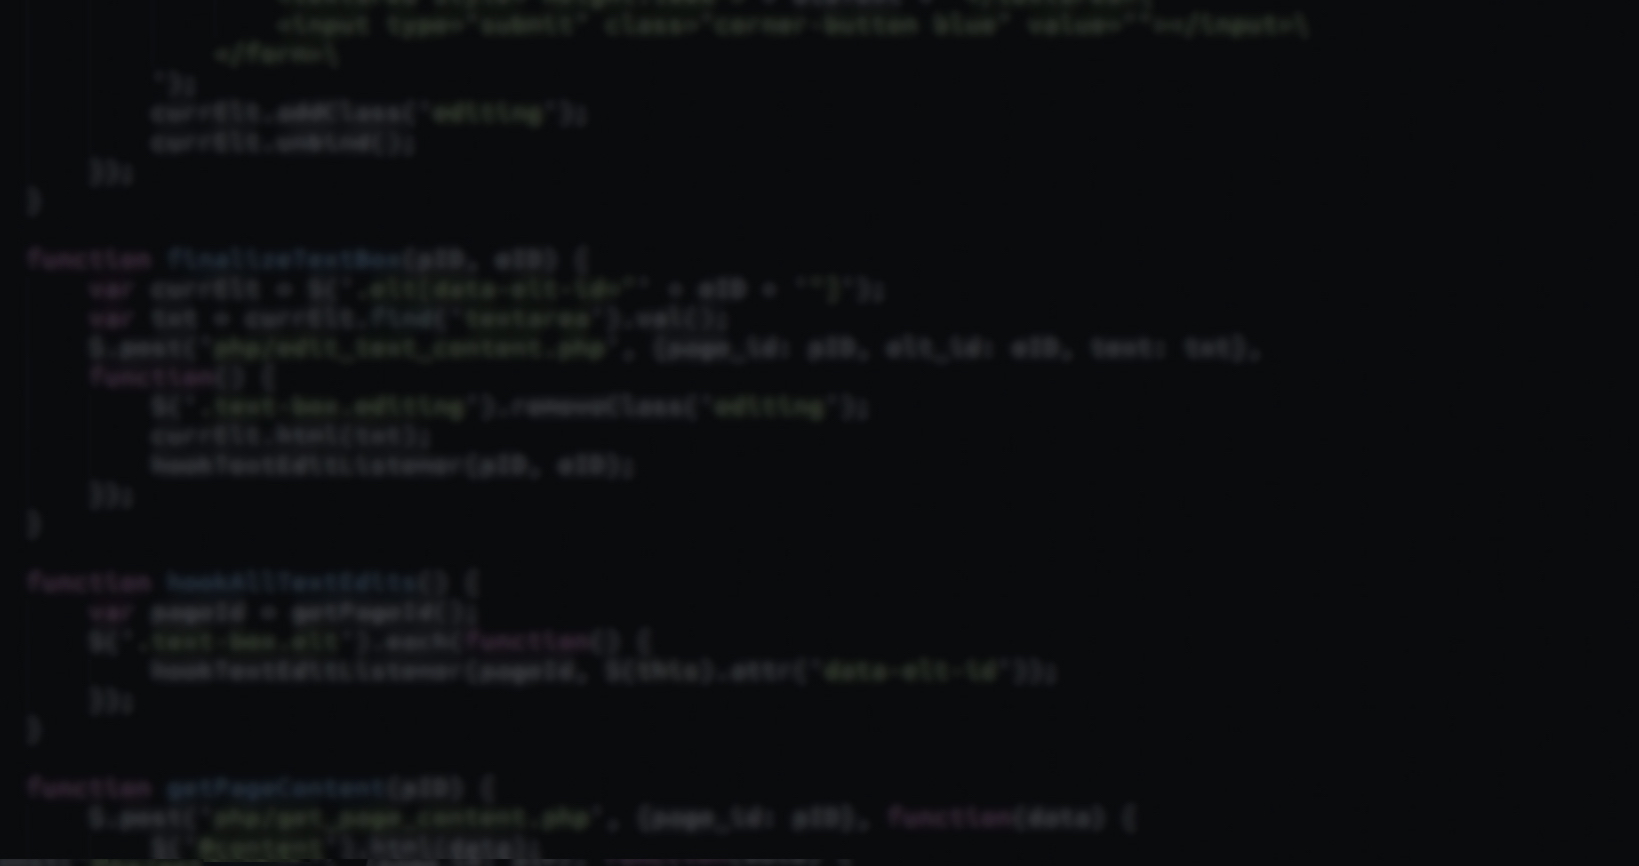 <input type="submit" class="corner-button blue" value=""></input>\
</form>\
');
currElt.addClass('editing');
currElt.unbind();
});
}
function finalizeTextBox(pID, eID) {
var currElt = $('.elt[data-elt-id="' + eID + '"]');
var txt = currElt.find('textarea').val();
$.post('php/edit_text_content.php', {page_id: pID, elt_id: eID, text: txt},
function() {
$('.text-box.editing').removeClass('editing');
currElt.html(txt);
hookTextEditListener(pID, eID);
});
}
function hookAllTextEdits() {
var pageId = getPageId();
$('.text-box.elt').each(function() {
hookTextEditListener(pageId, $(this).attr('data-elt-id'));
});
}
function getPageContent(pID) {
$.post('php/get_page_content.php', {page_id: pID}, function(data) {
$('#content').html(data);